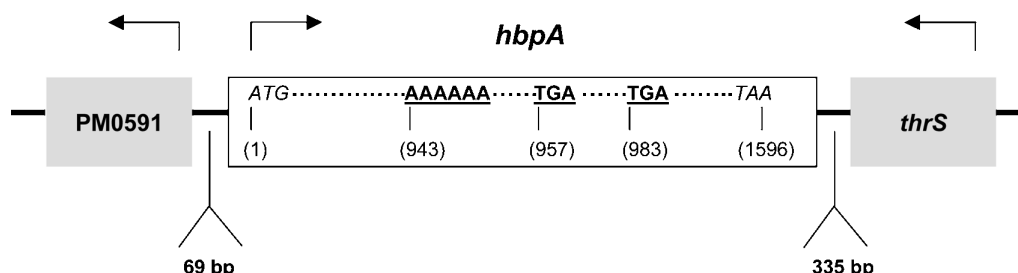 hbpA
ATG AAAAAA TGA TGA TAA
PM0591 thrS
(1) (943) (957) (983) (1596)
69 bp 335 bp